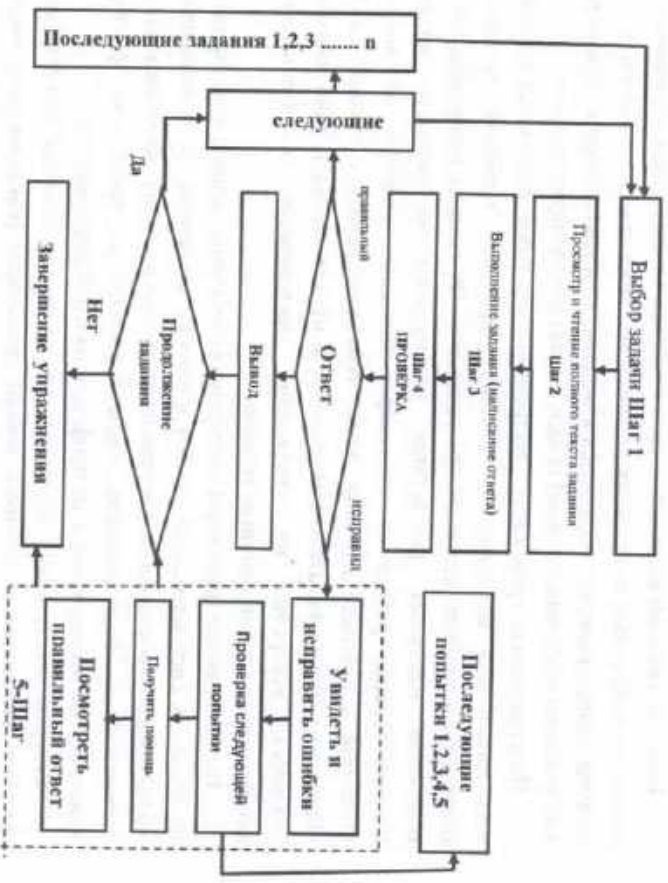 Выбор задачи Шаг 1
Просмотр и чтение полного текста задания
Шаг 2
Выполнение задания (написание ответа)
Шаг 3
Шаг 4
ПРОВЕРКА
правильный
Ответ
исправил
Вывод
Продолжение
задания
Да
Нет
Завершение упражнения
следующие
Последующие задания 1,2,3 ........ n
Последующие
попытки 1,2,3,4,5
Увидеть и
исправить ошибки
Проверка следующей
попытки
Получить помощь
Посмотреть
правильный ответ
5-Шаг